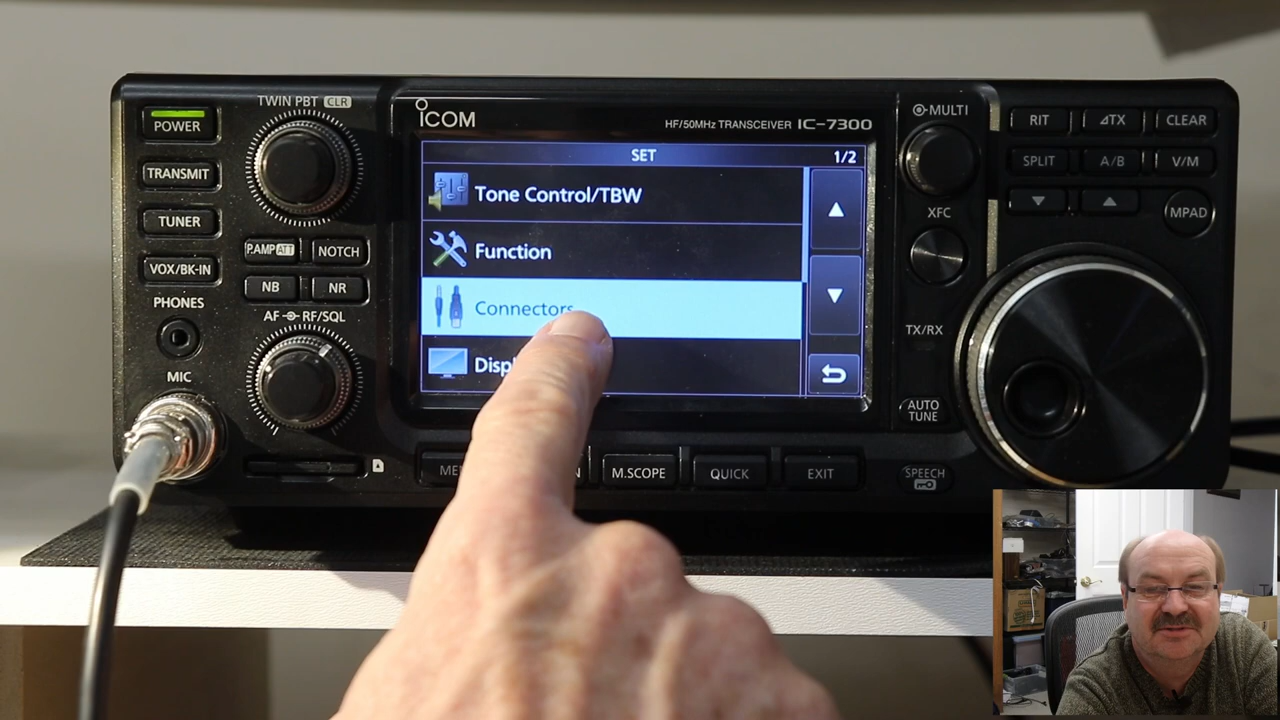 TWIN PBT CLR
ICOM
HF/50MHz TRANSCEIVER IC-7300
MULTI
POWER
TRANSMIT
TUNER
VOX/BK-IN
P.AMP ATT
NOTCH
NB
NR
PHONES
AF RF/SQL
MIC
SET
1/2
Tone Control/TBW
Function
Connectors
M.SCOPE
QUICK
EXIT
XFC
TX/RX
AUTO
TUNE
SPEECH
RIT
⊿TX
CLEAR
SPLIT
A/B
V/M
MPAD